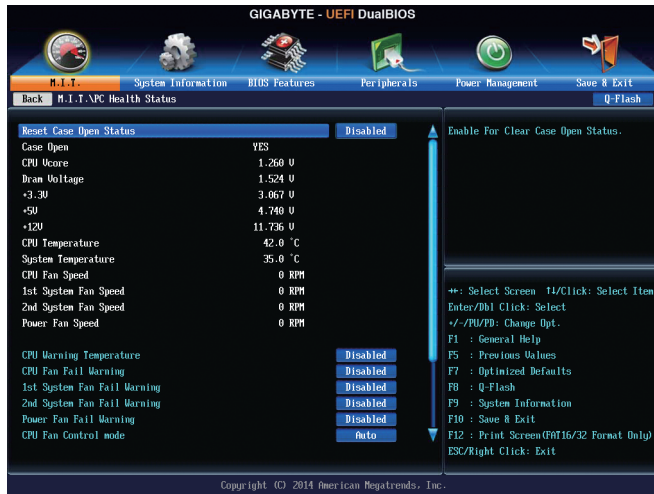 GIGABYTE - UEFI DualBIOS
M.I.T. System Information BIOS Features Peripherals Power Management Save & Exit
Back M.I.T.\PC Health Status Q-Flash
Reset Case Open Status Disabled
Case Open YES
CPU Vcore 1.260 V
Dram Voltage 1.524 V
+3.3V 3.067 V
+5V 4.740 V
+12V 11.736 V
CPU Temperature 42.0 °C
System Temperature 35.0 °C
CPU Fan Speed 0 RPM
1st System Fan Speed 0 RPM
2nd System Fan Speed 0 RPM
Power Fan Speed 0 RPM
CPU Warning Temperature Disabled
CPU Fan Fail Warning Disabled
1st System Fan Fail Warning Disabled
2nd System Fan Fail Warning Disabled
Power Fan Fail Warning Disabled
CPU Fan Control mode Auto
Enable For Clear Case Open Status.
→←: Select Screen ↑↓/Click: Select Item
Enter/Dbl Click: Select
+/-/PU/PD: Change Opt.
F1 : General Help
F5 : Previous Values
F7 : Optimized Defaults
F8 : Q-Flash
F9 : System Information
F10 : Save & Exit
F12 : Print Screen(FAT16/32 Format Only)
ESC/Right Click: Exit
Copyright (C) 2014 American Megatrends, Inc.